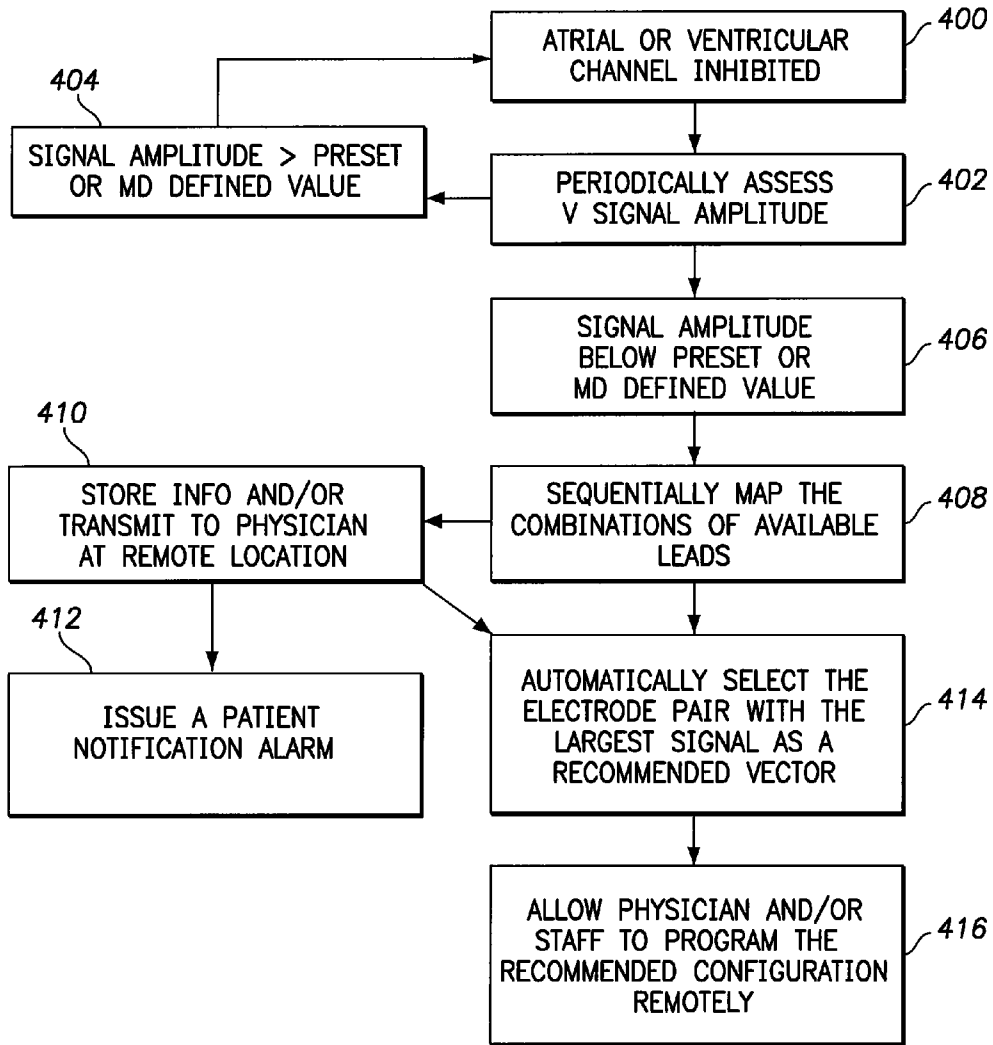 400
ATRIAL OR VENTRICULAR
CHANNEL INHIBITED
404
SIGNAL AMPLITUDE > PRESET
OR MD DEFINED VALUE
402
PERIODICALLY ASSESS
V SIGNAL AMPLITUDE
406
SIGNAL AMPLITUDE
BELOW PRESET OR
MD DEFINED VALUE
410
STORE INFO AND/OR
TRANSMIT TO PHYSICIAN
AT REMOTE LOCATION
408
SEQUENTIALLY MAP THE
COMBINATIONS OF AVAILABLE
LEADS
412
ISSUE A PATIENT
NOTIFICATION ALARM
414
AUTOMATICALLY SELECT THE
ELECTRODE PAIR WITH THE
LARGEST SIGNAL AS A
RECOMMENDED VECTOR
416
ALLOW PHYSICIAN AND/OR
STAFF TO PROGRAM THE
RECOMMENDED CONFIGURATION
REMOTELY